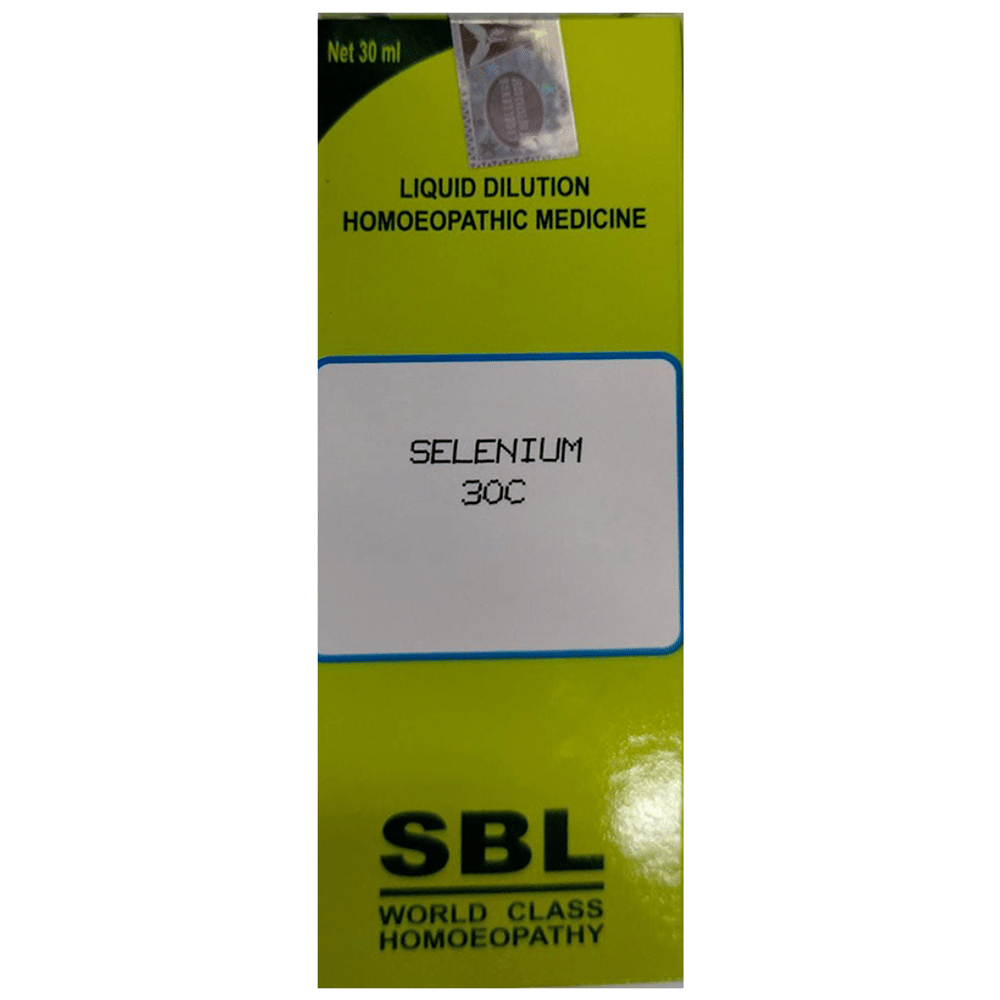 Net 30 ml
LIQUID DILUTION
HOMOEOPATHIC MEDICINE
SELENIUM
30C
SBL
WORLD CLASS
HOMOEOPATHY